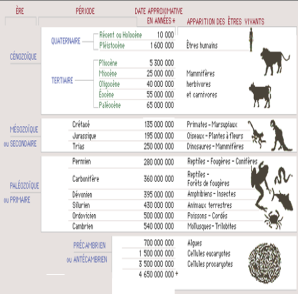 ÈRE PÉRIODE DATE APPROXIMATIVE EN ANNÉES + APPARITION DES ÊTRES VIVANTS
CÉNOZOÏQUE
QUATERNAIRE
Récent ou Holocène 10 000
Pléistocène 1 600 000 Êtres humains
TERTIAIRE
Pliocène 5 300 000
Miocène 25 000 000 Mammifères
Oligocène 40 000 000 herbivores
Éocène 55 000 000 et carnivores
Paléocène 65 000 000
MÉSOZOÏQUE
ou SECONDAIRE
Crétacé 135 000 000 Primates - Marsupiaux
Jurassique 195 000 000 Oiseaux - Plantes à fleurs
Trias 250 000 000 Dinosaures - Mammifères
PALÉOZOÏQUE
ou PRIMAIRE
Permien 280 000 000 Reptiles - Fougères - Conifères
Carbonifère 360 000 000 Reptiles -
Forêts de fougères
Dévonien 395 000 000 Amphibiens - Insectes
Silurien 430 000 000 Animaux terrestres
Ordovicien 500 000 000 Poissons - Cordés
Cambrien 540 000 000 Mollusques - Trilobites
PRÉCAMBRIEN
ou ANTÉCAMBRIEN
700 000 000 Algues
1 500 000 000 Cellules eucaryotes
3 500 000 000 Cellules procaryotes
4 650 000 000 +